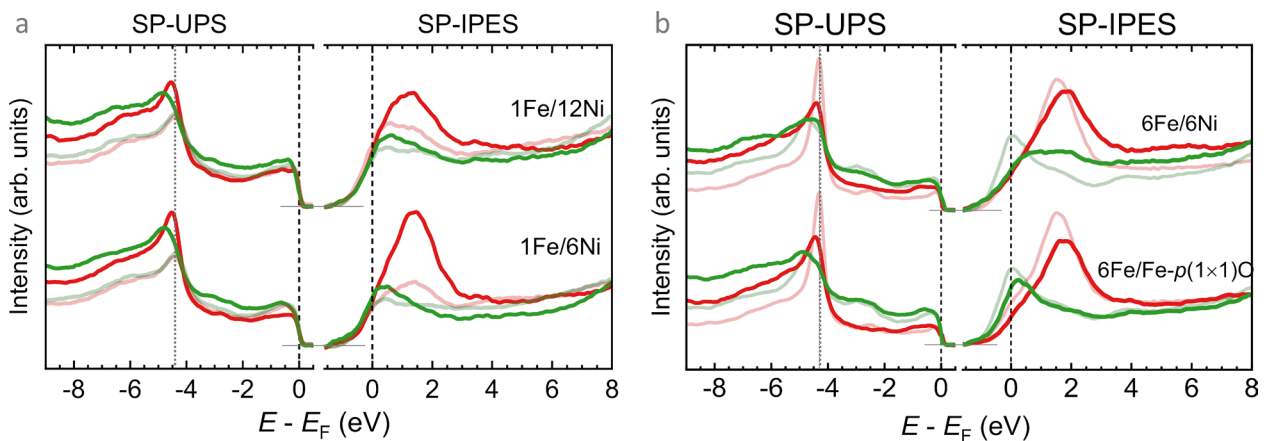 a
SP-UPS
SP-IPES
Intensity (arb. units)
1Fe/12Ni
1Fe/6Ni
-8 -6 -4 -2 0 0 2 4 6 8
E - E_F (eV)
b
SP-UPS
SP-IPES
Intensity (arb. units)
6Fe/6Ni
6Fe/Fe-p(1×1)O
-8 -6 -4 -2 0 0 2 4 6 8
E - E_F (eV)